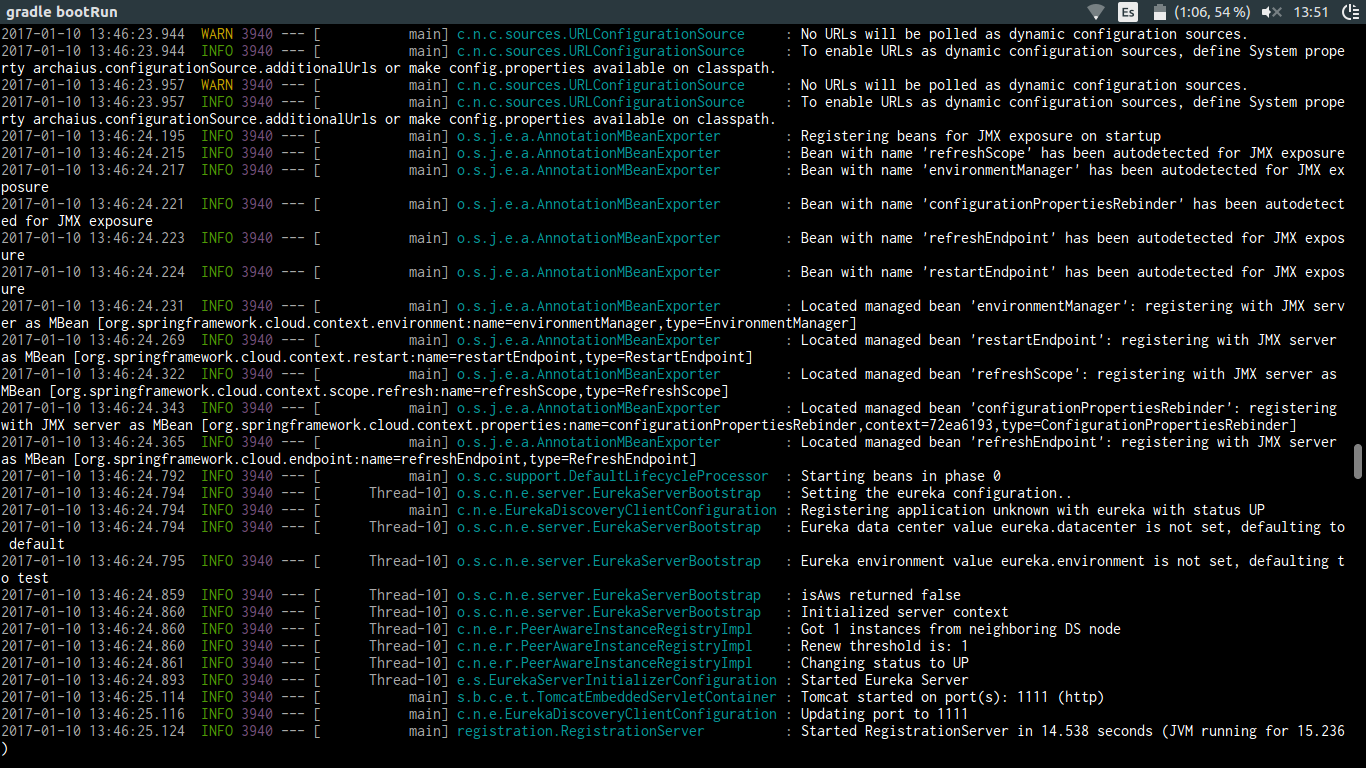 gradle bootRun
Es (1:06, 54 %) 13:51
2017-01-10 13:46:23.944  WARN 3940 --- [           main] c.n.c.sources.URLConfigurationSource     : No URLs will be polled as dynamic configuration sources.
2017-01-10 13:46:23.944  INFO 3940 --- [           main] c.n.c.sources.URLConfigurationSource     : To enable URLs as dynamic configuration sources, define System prope
rty archaius.configurationSource.additionalUrls or make config.properties available on classpath.
2017-01-10 13:46:23.957  WARN 3940 --- [           main] c.n.c.sources.URLConfigurationSource     : No URLs will be polled as dynamic configuration sources.
2017-01-10 13:46:23.957  INFO 3940 --- [           main] c.n.c.sources.URLConfigurationSource     : To enable URLs as dynamic configuration sources, define System prope
rty archaius.configurationSource.additionalUrls or make config.properties available on classpath.
2017-01-10 13:46:24.195  INFO 3940 --- [           main] o.s.j.e.a.AnnotationMBeanExporter        : Registering beans for JMX exposure on startup
2017-01-10 13:46:24.215  INFO 3940 --- [           main] o.s.j.e.a.AnnotationMBeanExporter        : Bean with name 'refreshScope' has been autodetected for JMX exposure
2017-01-10 13:46:24.217  INFO 3940 --- [           main] o.s.j.e.a.AnnotationMBeanExporter        : Bean with name 'environmentManager' has been autodetected for JMX ex
posure
2017-01-10 13:46:24.221  INFO 3940 --- [           main] o.s.j.e.a.AnnotationMBeanExporter        : Bean with name 'configurationPropertiesRebinder' has been autodetect
ed for JMX exposure
2017-01-10 13:46:24.223  INFO 3940 --- [           main] o.s.j.e.a.AnnotationMBeanExporter        : Bean with name 'refreshEndpoint' has been autodetected for JMX expos
ure
2017-01-10 13:46:24.224  INFO 3940 --- [           main] o.s.j.e.a.AnnotationMBeanExporter        : Bean with name 'restartEndpoint' has been autodetected for JMX expos
ure
2017-01-10 13:46:24.231  INFO 3940 --- [           main] o.s.j.e.a.AnnotationMBeanExporter        : Located managed bean 'environmentManager': registering with JMX serv
er as MBean [org.springframework.cloud.context.environment:name=environmentManager,type=EnvironmentManager]
2017-01-10 13:46:24.269  INFO 3940 --- [           main] o.s.j.e.a.AnnotationMBeanExporter        : Located managed bean 'restartEndpoint': registering with JMX server
as MBean [org.springframework.cloud.context.restart:name=restartEndpoint,type=RestartEndpoint]
2017-01-10 13:46:24.322  INFO 3940 --- [           main] o.s.j.e.a.AnnotationMBeanExporter        : Located managed bean 'refreshScope': registering with JMX server as
MBean [org.springframework.cloud.context.scope.refresh:name=refreshScope,type=RefreshScope]
2017-01-10 13:46:24.343  INFO 3940 --- [           main] o.s.j.e.a.AnnotationMBeanExporter        : Located managed bean 'configurationPropertiesRebinder': registering
with JMX server as MBean [org.springframework.cloud.context.properties:name=configurationPropertiesRebinder,context=72ea6193,type=ConfigurationPropertiesRebinder]
2017-01-10 13:46:24.365  INFO 3940 --- [           main] o.s.j.e.a.AnnotationMBeanExporter        : Located managed bean 'refreshEndpoint': registering with JMX server
as MBean [org.springframework.cloud.endpoint:name=refreshEndpoint,type=RefreshEndpoint]
2017-01-10 13:46:24.792  INFO 3940 --- [           main] o.s.c.support.DefaultLifecycleProcessor  : Starting beans in phase 0
2017-01-10 13:46:24.794  INFO 3940 --- [      Thread-10] o.s.c.n.e.server.EurekaServerBootstrap   : Setting the eureka configuration..
2017-01-10 13:46:24.794  INFO 3940 --- [           main] c.n.e.EurekaDiscoveryClientConfiguration : Registering application unknown with eureka with status UP
2017-01-10 13:46:24.794  INFO 3940 --- [      Thread-10] o.s.c.n.e.server.EurekaServerBootstrap   : Eureka data center value eureka.datacenter is not set, defaulting to
default
2017-01-10 13:46:24.795  INFO 3940 --- [      Thread-10] o.s.c.n.e.server.EurekaServerBootstrap   : Eureka environment value eureka.environment is not set, defaulting t
o test
2017-01-10 13:46:24.859  INFO 3940 --- [      Thread-10] o.s.c.n.e.server.EurekaServerBootstrap   : isAws returned false
2017-01-10 13:46:24.860  INFO 3940 --- [      Thread-10] o.s.c.n.e.server.EurekaServerBootstrap   : Initialized server context
2017-01-10 13:46:24.860  INFO 3940 --- [      Thread-10] c.n.e.r.PeerAwareInstanceRegistryImpl    : Got 1 instances from neighboring DS node
2017-01-10 13:46:24.860  INFO 3940 --- [      Thread-10] c.n.e.r.PeerAwareInstanceRegistryImpl    : Renew threshold is: 1
2017-01-10 13:46:24.861  INFO 3940 --- [      Thread-10] c.n.e.r.PeerAwareInstanceRegistryImpl    : Changing status to UP
2017-01-10 13:46:24.893  INFO 3940 --- [      Thread-10] e.s.EurekaServerInitializerConfiguration : Started Eureka Server
2017-01-10 13:46:25.114  INFO 3940 --- [           main] s.b.c.e.t.TomcatEmbeddedServletContainer : Tomcat started on port(s): 1111 (http)
2017-01-10 13:46:25.116  INFO 3940 --- [           main] c.n.e.EurekaDiscoveryClientConfiguration : Updating port to 1111
2017-01-10 13:46:25.124  INFO 3940 --- [           main] registration.RegistrationServer          : Started RegistrationServer in 14.538 seconds (JVM running for 15.236
)